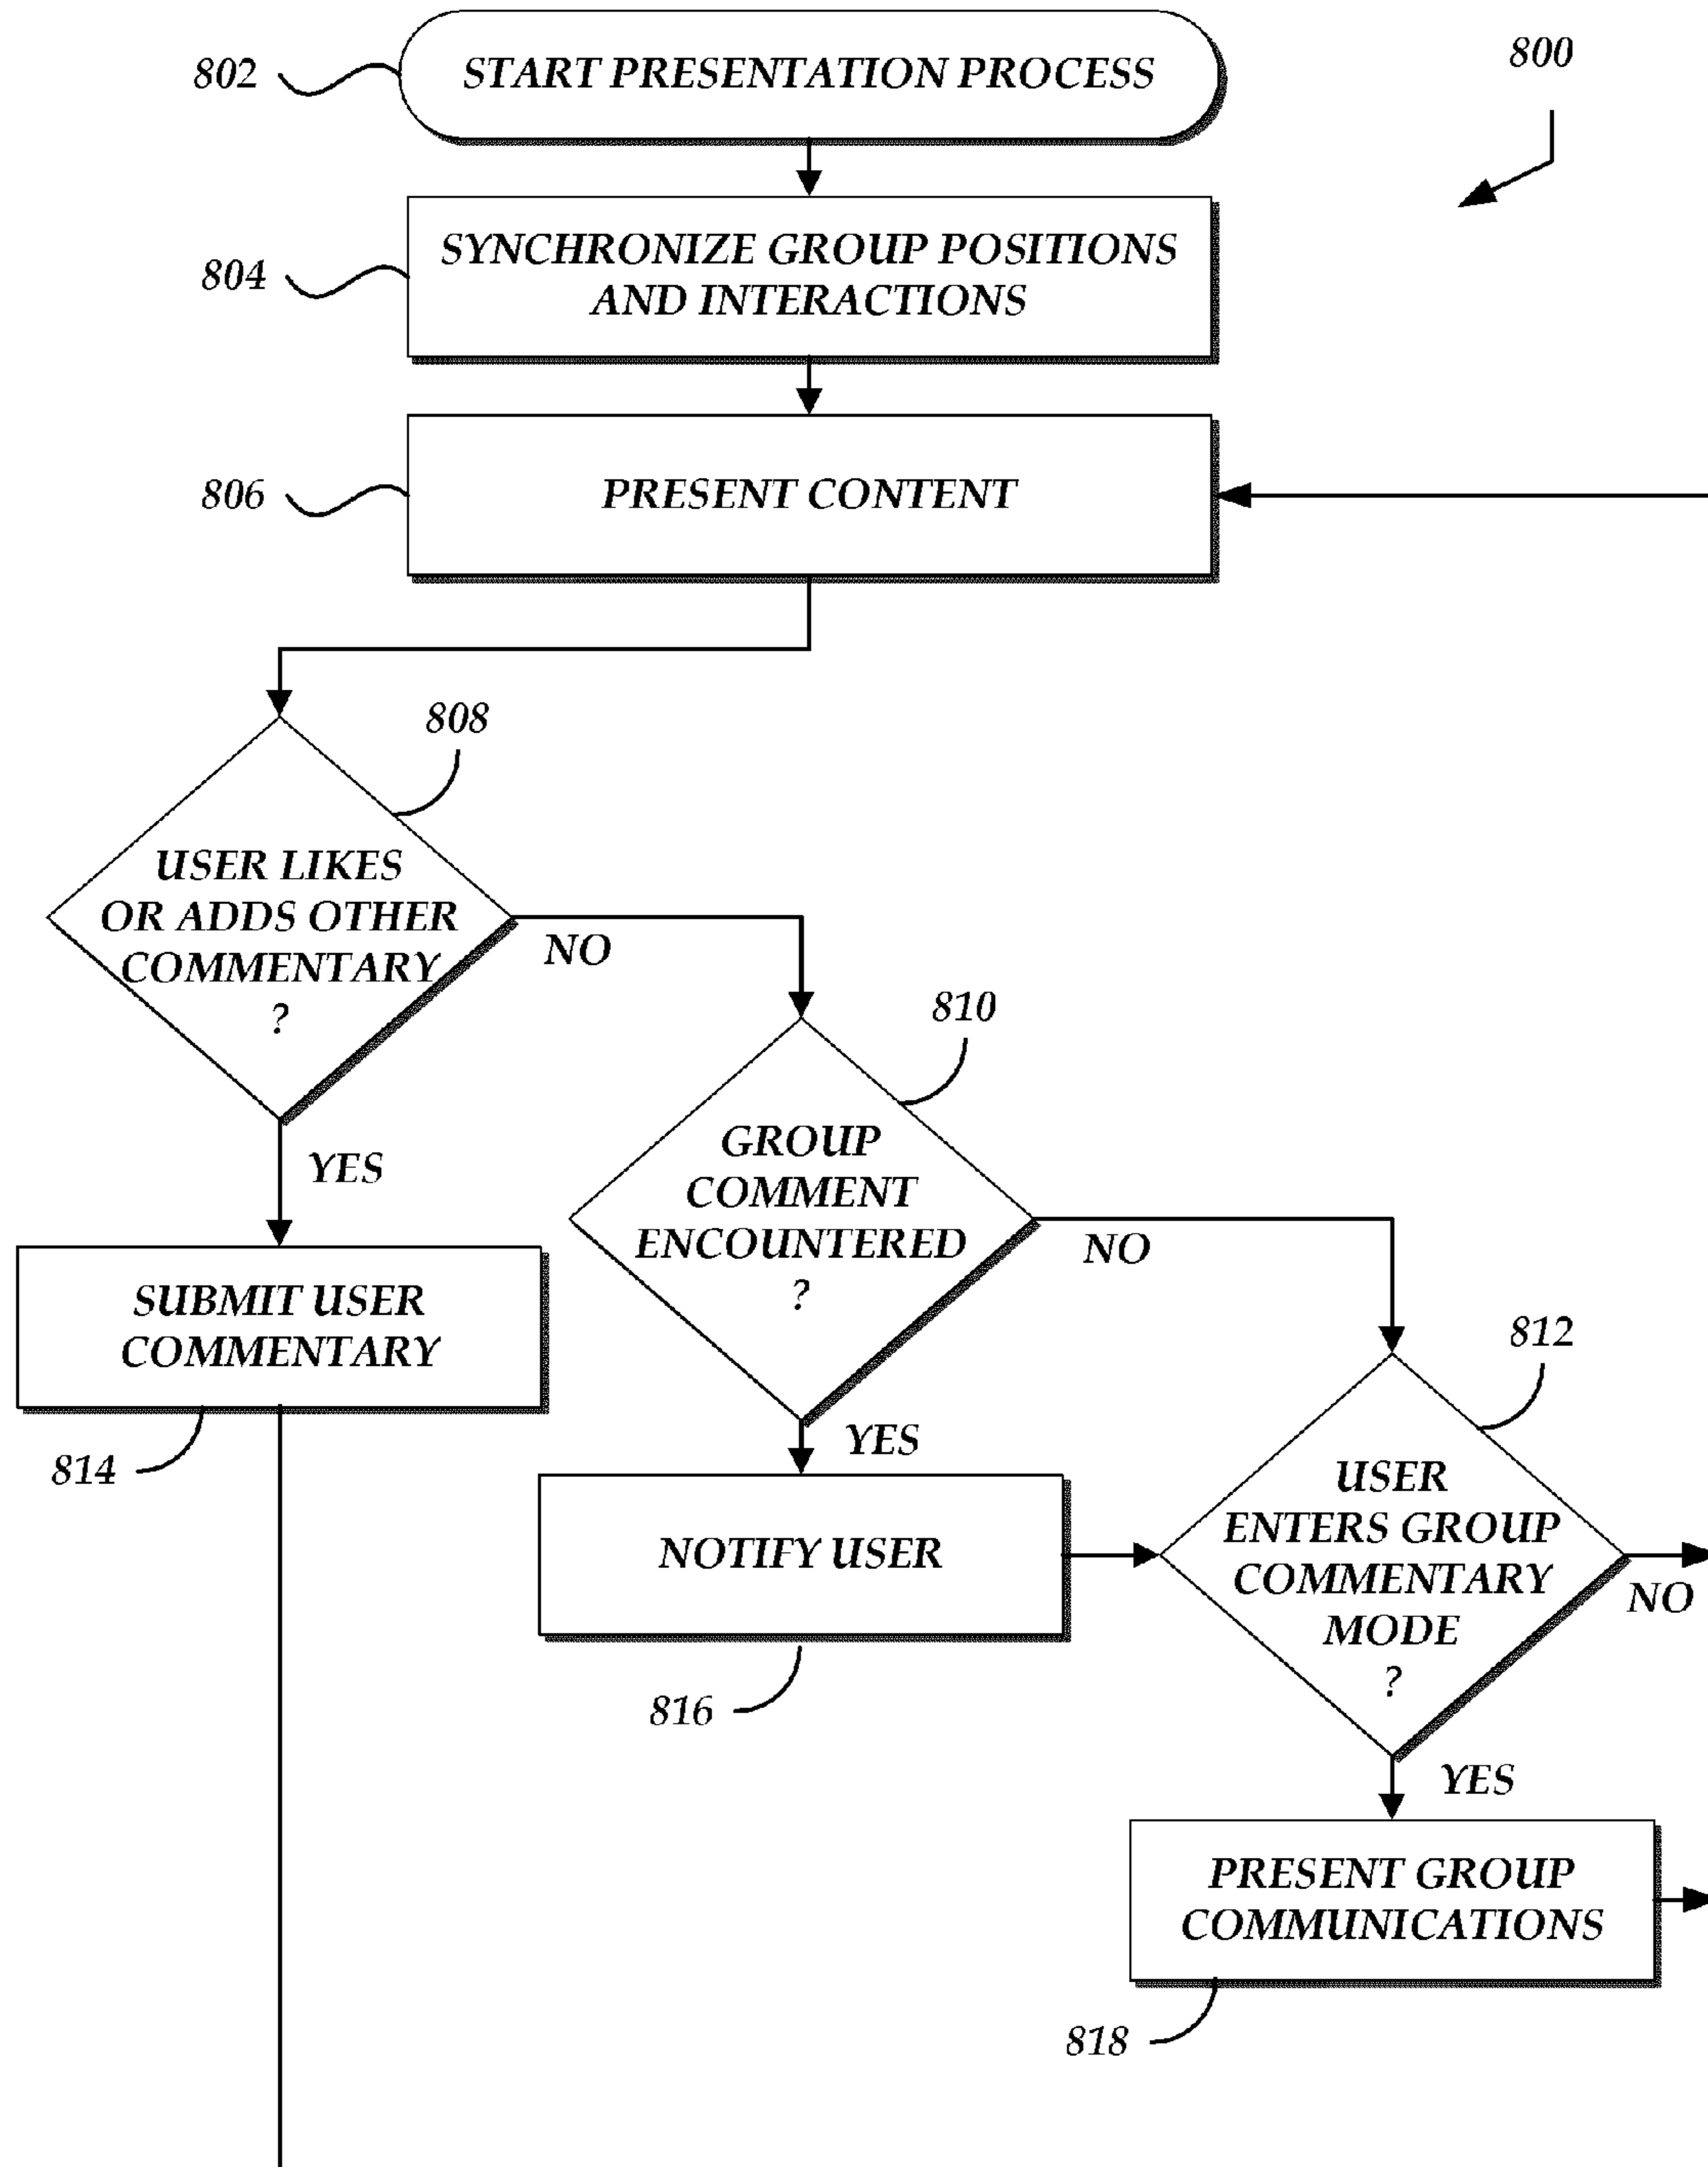 802
START PRESENTATION PROCESS
800
804
SYNCHRONIZE GROUP POSITIONS
AND INTERACTIONS
806
PRESENT CONTENT
808
USER LIKES
OR ADDS OTHER
COMMENTARY
?
NO
YES
810
GROUP
COMMENT
ENCOUNTERED
?
NO
YES
SUBMIT USER
COMMENTARY
814
812
USER
ENTERS GROUP
COMMENTARY
MODE
?
NO
YES
NOTIFY USER
816
PRESENT GROUP
COMMUNICATIONS
818